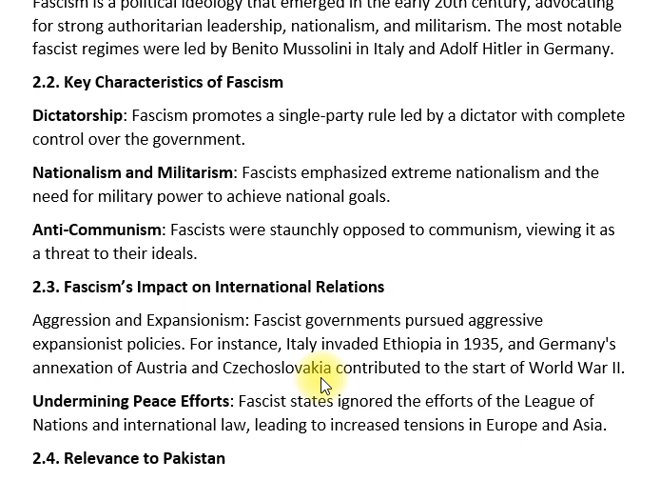 Fascism is a political ideology that emerged in the early 20th century, advocating
for strong authoritarian leadership, nationalism, and militarism. The most notable
fascist regimes were led by Benito Mussolini in Italy and Adolf Hitler in Germany.
2.2. Key Characteristics of Fascism
Dictatorship: Fascism promotes a single-party rule led by a dictator with complete
control over the government.
Nationalism and Militarism: Fascists emphasized extreme nationalism and the
need for military power to achieve national goals.
Anti-Communism: Fascists were staunchly opposed to communism, viewing it as
a threat to their ideals.
2.3. Fascism’s Impact on International Relations
Aggression and Expansionism: Fascist governments pursued aggressive
expansionist policies. For instance, Italy invaded Ethiopia in 1935, and Germany's
annexation of Austria and Czechoslovakia contributed to the start of World War II.
Undermining Peace Efforts: Fascist states ignored the efforts of the League of
Nations and international law, leading to increased tensions in Europe and Asia.
2.4. Relevance to Pakistan